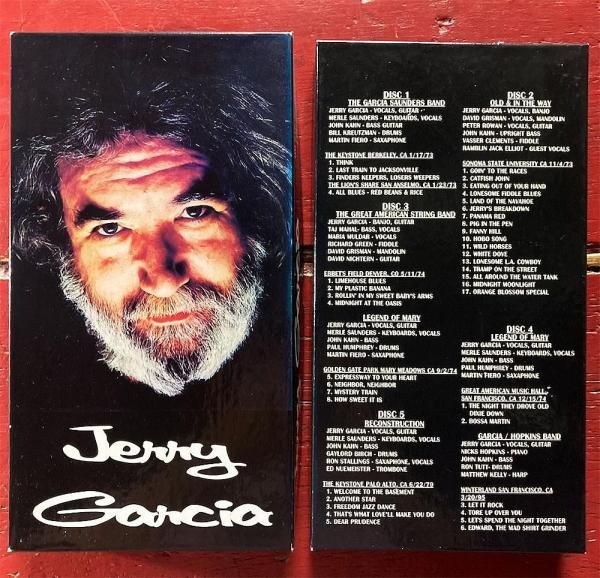 Jerry
Garcia
DISC 1
THE GARCIA SAUNDERS BAND
JERRY GARCIA - VOCALS, GUITAR
MERLE SAUNDERS - KEYBOARDS, VOCALS
JOHN KAHN - BASS GUITAR
BILL KREUTZMAN - DRUMS
MARTIN FIERO - SAXAPHONE
THE KEYSTONE BERKELEY, CA 1/17/73
1. THINK
2. LAST TRAIN TO JACKSONVILLE
3. FINDERS KEEPERS, LOSERS WEEPERS
THE LION'S SHARE SAN ANSELMO, CA 1/23/73
4. ALL BLUES - RED BEANS & RICE
DISC 3
THE GREAT AMERICAN STRING BAND
JERRY GARCIA - BANJO, GUITAR
TAJ MAHAL- BASS, VOCALS
MARIA MULDAR - VOCALS
RICHARD GREEN - FIDDLE
DAVID GRISMAN - MANDOLIN
DAVID NICHTERN - GUITAR
EBBET'S FIELD DENVER, CO 5/11/74
1. LIMEHOUSE BLUES
2. MY PLASTIC BANANA
3. ROLLIN' IN MY SWEET BABY'S ARMS
4. MIDNIGHT AT THE OASIS
LEGEND OF MARY
JERRY GARCIA - VOCALS, GUITAR
MERLE SAUNDERS - KEYBOARDS, VOCALS
JOHN KAHN - BASS
PAUL HUMPHREY - DRUMS
MARTIN FIERO - SAXAPHONE
GOLDEN GATE PARK MARY MEADOWS CA 9/2/74
5. EXPRESSWAY TO YOUR HEART
6. NEIGHBOR, NEIGHBOR
7. MYSTERY TRAIN
8. HOW SWEET IT IS
DISC 5
RECONSTRUCTION
JERRY GARCIA - VOCALS, GUITAR
MERLE SAUNDERS - KEYBOARDS, VOCALS
JOHN KAHN - BASS
GAYLORD BIRCH - DRUMS
RON STALLINGS - SAXAPHONE, VOCALS
ED NUEMEISTER - TROMBONE
THE KEYSTONE PALO ALTO, CA 6/22/79
1. WELCOME TO THE BASEMENT
2. ANOTHER STAR
3. FREEDOM JAZZ DANCE
4. THAT'S WHAT LOVE'LL MAKE YOU DO
5. DEAR PRUDENCE
DISC 2
OLD & IN THE WAY
JERRY GARCIA - VOCALS, BANJO
DAVID GRISMAN - VOCALS, MANDOLIN
PETER ROWAN - VOCALS, GUITAR
JOHN KAHN - UPRIGHT BASS
VASSER CLEMENTS - FIDDLE
RAMBLIN JACK ELLIOT - GUEST VOCALS
SONOMA STATE UNIVERSITY CA 11/4/73
1. GOIN' TO THE RACES
2. CATFISH JOHN
3. EATING OUT OF YOUR HAND
4. LONESOME FIDDLE BLUES
5. LAND OF THE NAVAHOE
6. JERRY'S BREAKDOWN
7. PANAMA RED
8. PIG IN THE PEN
9. FANNY HILL
10. HOBO SONG
11. WILD HORSES
12. WHITE DOVE
13. LONESOME L.A. COWBOY
14. TRAMP ON THE STREET
15. ALL AROUND THE WATER TANK
16. MIDNIGHT MOONLIGHT
17. ORANGE BLOSSOM SPECIAL
DISC 4
LEGEND OF MARY
JERRY GARCIA - VOCALS, GUITAR
MERLE SAUNDERS - KEYBOARDS, VOCALS
JOHN KAHN - BASS
PAUL HUMPHREY - DRUMS
MARTIN FIERO - SAXAPHONE
GREAT AMERICAN MUSIC HALL,
SAN FRANCISCO, CA 12/15/74
1. THE NIGHT THEY DROVE OLD
DIXIE DOWN
2. BOSSA MARTIN
GARCIA / HOPKINS BAND
JERRY GARCIA - VOCALS, GUITAR
NICKS HOPKINS - PIANO
JOHN KAHN - BASS
RON TUTT- DRUMS
MATTHEW KELLY - HARP
WINTERLAND SAN FRANCISCO, CA
3/20/95
3. LET IT ROCK
4. TORE UP OVER YOU
5. LET'S SPEND THE NIGHT TOGETHER
6. EDWARD, THE MAD SHIRT GRINDER